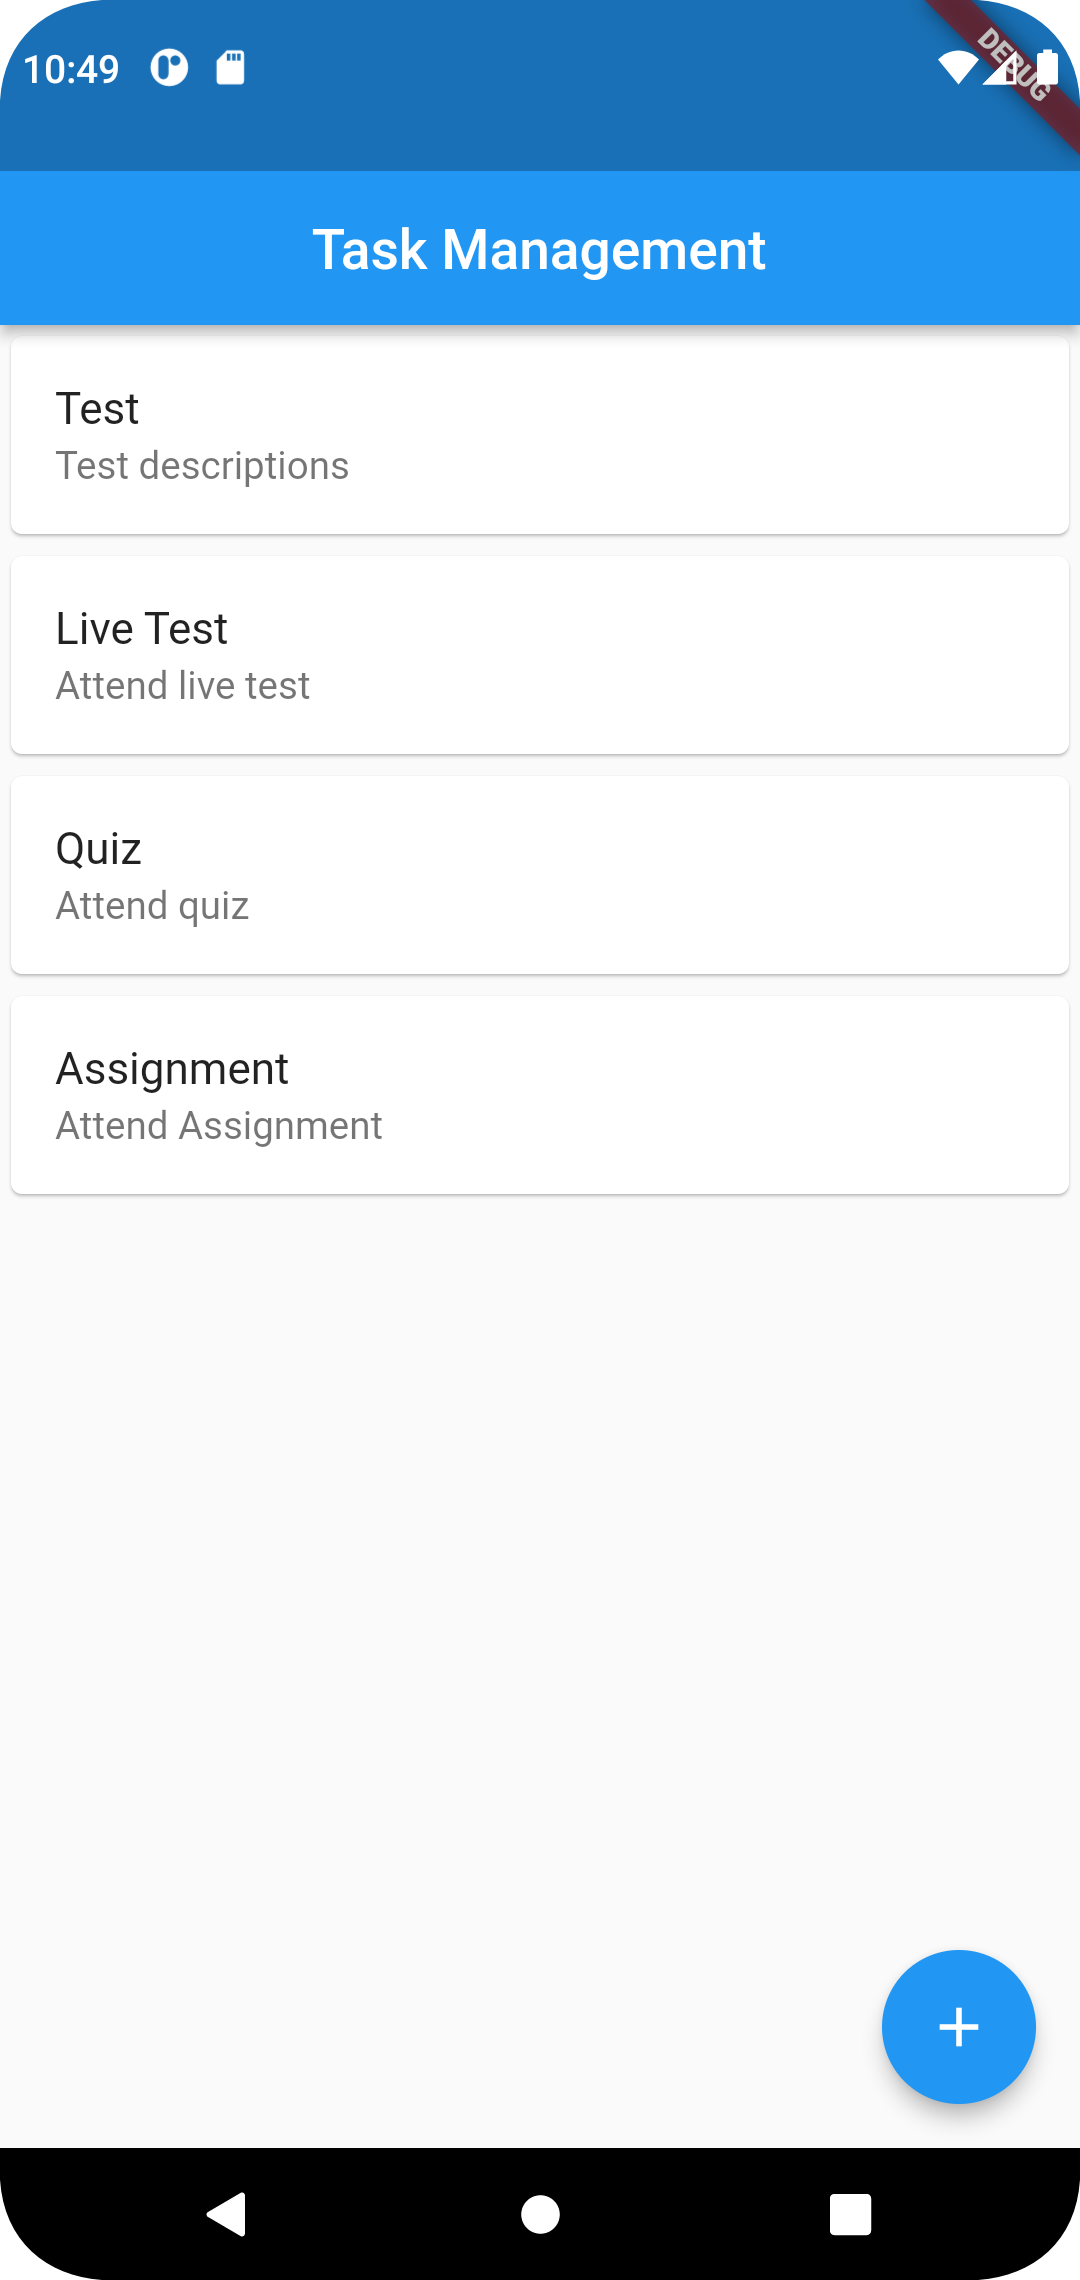 10:49
DEBUG
Task Management
Test
Test descriptions
Live Test
Attend live test
Quiz
Attend quiz
Assignment
Attend Assignment